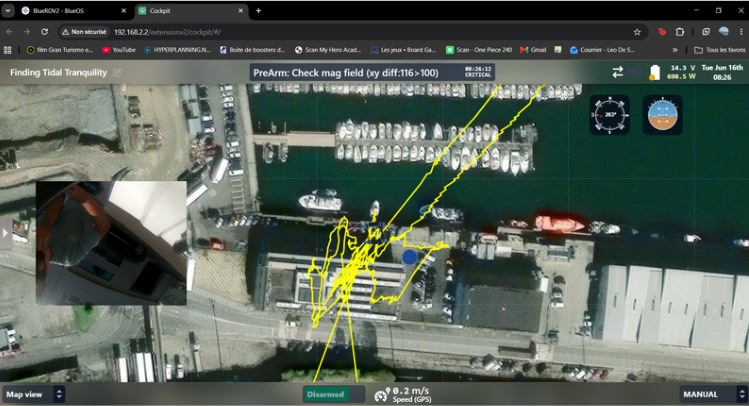 BlueROV2 - BlueOS
Cockpit
Non sécurisé
192.168.2.2/extensionv2/cockpit/#/
film Gran Turismo e...
YouTube
HYPERPLANNING.N...
Boite de boosters d...
Scan My Hero Acad...
Les jeux • Board Ga...
Scan - One Piece 240
Gmail
Courrier - Leo De S...
Tous les favoris
Finding Tidal Tranquility
PreArm: Check mag field (xy diff:116>100)
00:26:12
CRITICAL
14.3 V
698.5 W
Tue Jun 16th
08:26
263°
Map view
Disarmed
0.2 m/s
Speed (GPS)
MANUAL